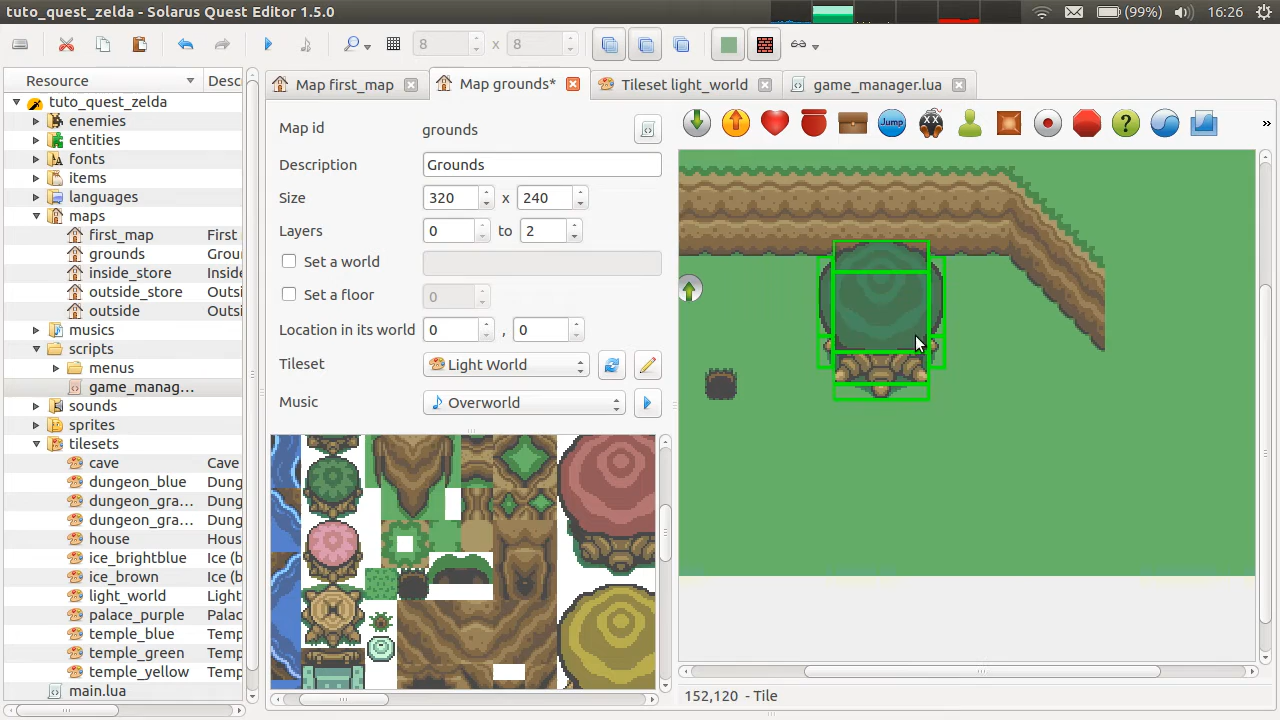 tuto_quest_zelda - Solarus Quest Editor 1.5.0
(99%)
16:26
8 x 8
Resource
Descr
tuto_quest_zelda
enemies
entities
fonts
items
languages
maps
first_map First
grounds Grou
inside_store Insid
outside_store Outsi
outside Outsi
musics
scripts
menus
game_manag...
sounds
sprites
tilesets
cave Cave
dungeon_blue Dung
dungeon_gra... Dung
dungeon_gra... Dung
house Hous
ice_brightblue Ice (b
ice_brown Ice (b
light_world Light
palace_purple Palac
temple_blue Temp
temple_green Temp
temple_yellow Temp
main.lua
Map first_map
Map grounds*
Tileset light_world
game_manager.lua
Map id grounds
Description Grounds
Size 320 x 240
Layers 0 to 2
Set a world
Set a floor 0
Location in its world 0 , 0
Tileset Light World
Music Overworld
Jump
?
»
152,120 - Tile